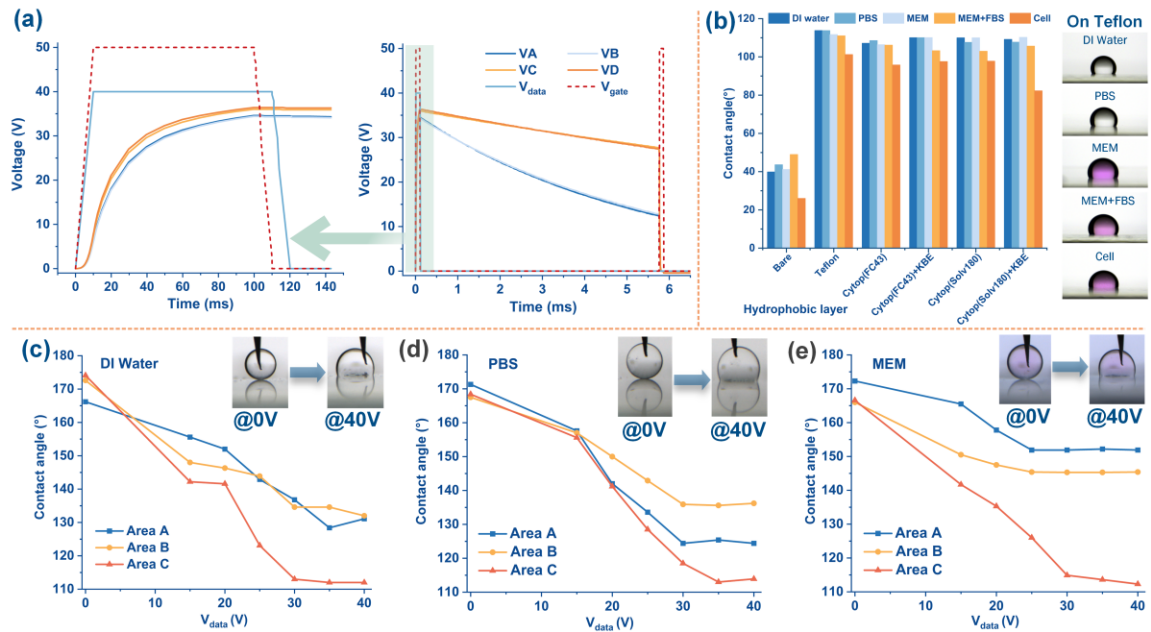 (a)
50
40
30
20
10
0
Voltage (V)
0 20 40 60 80 100 120 140
Time (ms)
50
40
30
20
10
0
Voltage (V)
VA VB
VC VD
Vdata Vgate
0 1 2 3 4 5 6
Time (ms)
(b)
DI water PBS MEM MEM+FBS Cell
120
100
80
60
40
20
0
Contact angle(°)
Bare
Teflon
Cytop(FC43)
Cytop(FC43)+KBE
Cytop(Solv180)
Cytop(Solv180)+KBE
Hydrophobic layer
On Teflon
DI Water
PBS
MEM
MEM+FBS
Cell
(c)
DI Water
180
170
160
150
140
130
120
110
Contact angle (°)
@0V @40V
Area A
Area B
Area C
0 10 20 30 40
Vdata (V)
(d)
PBS
180
170
160
150
140
130
120
110
Contact angle (°)
@0V @40V
Area A
Area B
Area C
0 10 20 30 40
Vdata (V)
(e)
MEM
180
170
160
150
140
130
120
110
Contact angle (°)
@0V @40V
Area A
Area B
Area C
0 10 20 30 40
Vdata (V)